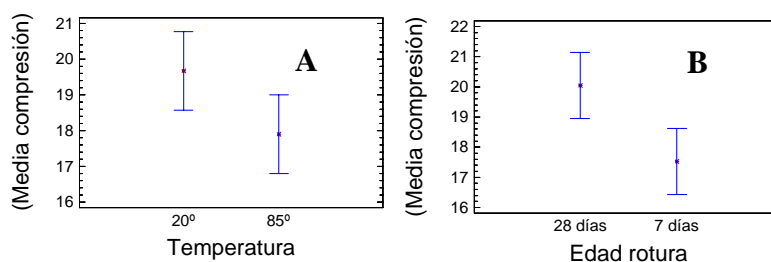 (Media compresión)
21
20
19
18
17
16
A
20º
85º
Temperatura
(Media compresión)
22
21
20
19
18
17
16
B
28 días
7 días
Edad rotura